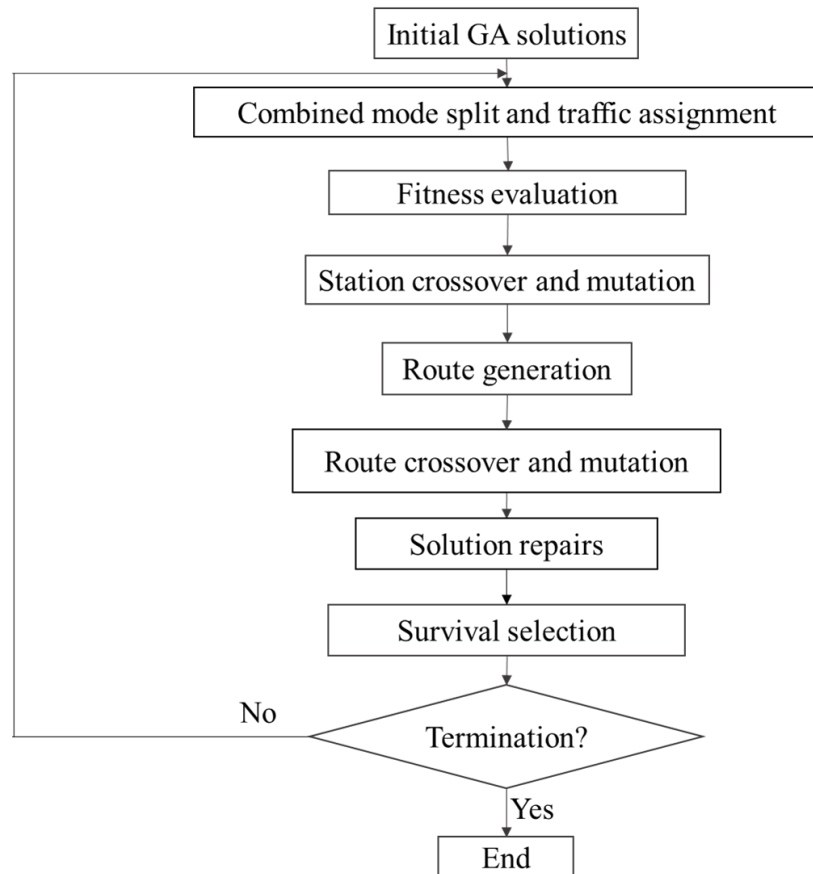 Initial GA solutions
Combined mode split and traffic assignment
Fitness evaluation
Station crossover and mutation
Route generation
Route crossover and mutation
Solution repairs
Survival selection
No
Termination?
Yes
End